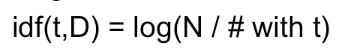 idf(t,D) = log(N / # with t)